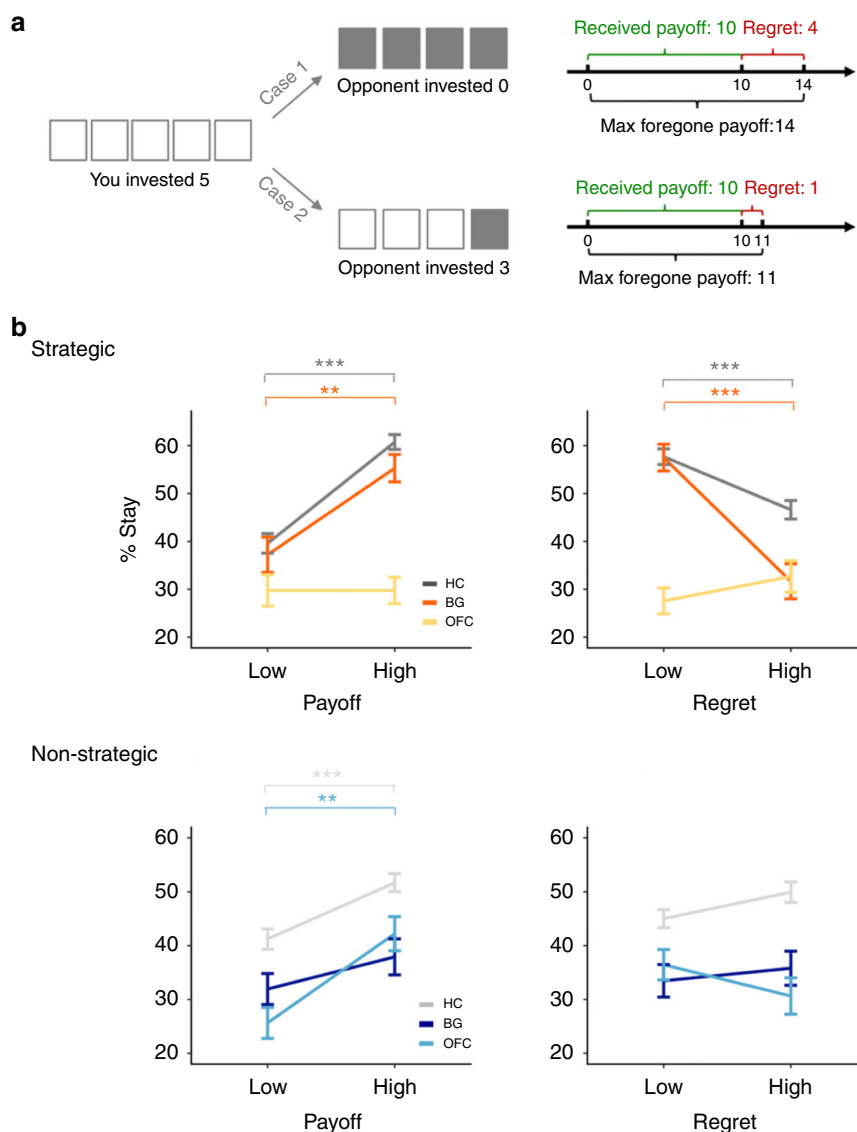 a
Case 1
Opponent invested 0
You invested 5
Case 2
Opponent invested 3
Received payoff: 10 Regret: 4
0 10 14
Max foregone payoff:14
Received payoff: 10 Regret: 1
0 10 11
Max foregone payoff: 11
b
Strategic
***
**
60
50
40
30
20
% Stay
HC
BG
OFC
Low High
Payoff
***
***
60
50
40
30
20
Low High
Regret
Non-strategic
***
**
60
50
40
30
20
HC
BG
OFC
Low High
Payoff
60
50
40
30
20
Low High
Regret